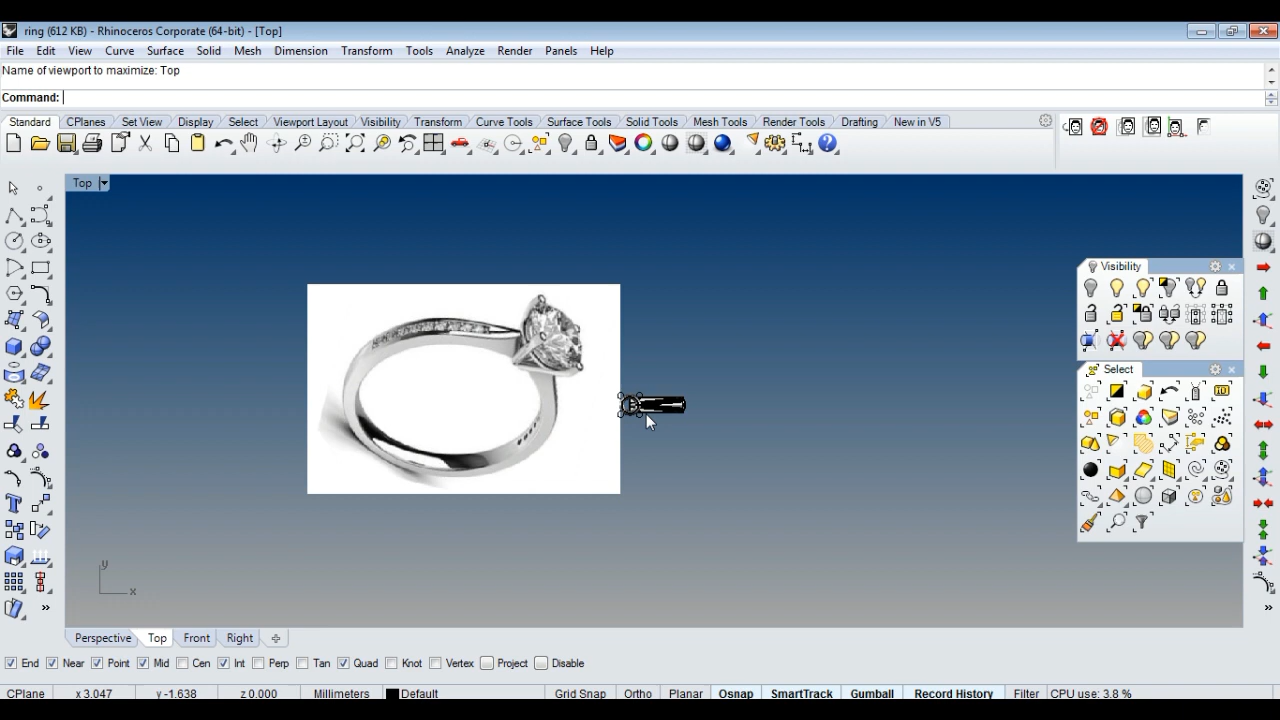 ring (612 KB) - Rhinoceros Corporate (64-bit) - [Top]
File Edit View Curve Surface Solid Mesh Dimension Transform Tools Analyze Render Panels Help
Name of viewport to maximize: Top
Command:
Standard CPlanes Set View Display Select Viewport Layout Visibility Transform Curve Tools Surface Tools Solid Tools Mesh Tools Render Tools Drafting New in V5
Top
Visibility
Select
y
x
Perspective Top Front Right
End Near Point Mid Cen Int Perp Tan Quad Knot Vertex Project Disable
CPlane x 3.047 y -1.638 z 0.000 Millimeters Default Grid Snap Ortho Planar Osnap SmartTrack Gumball Record History Filter CPU use: 3.8 %